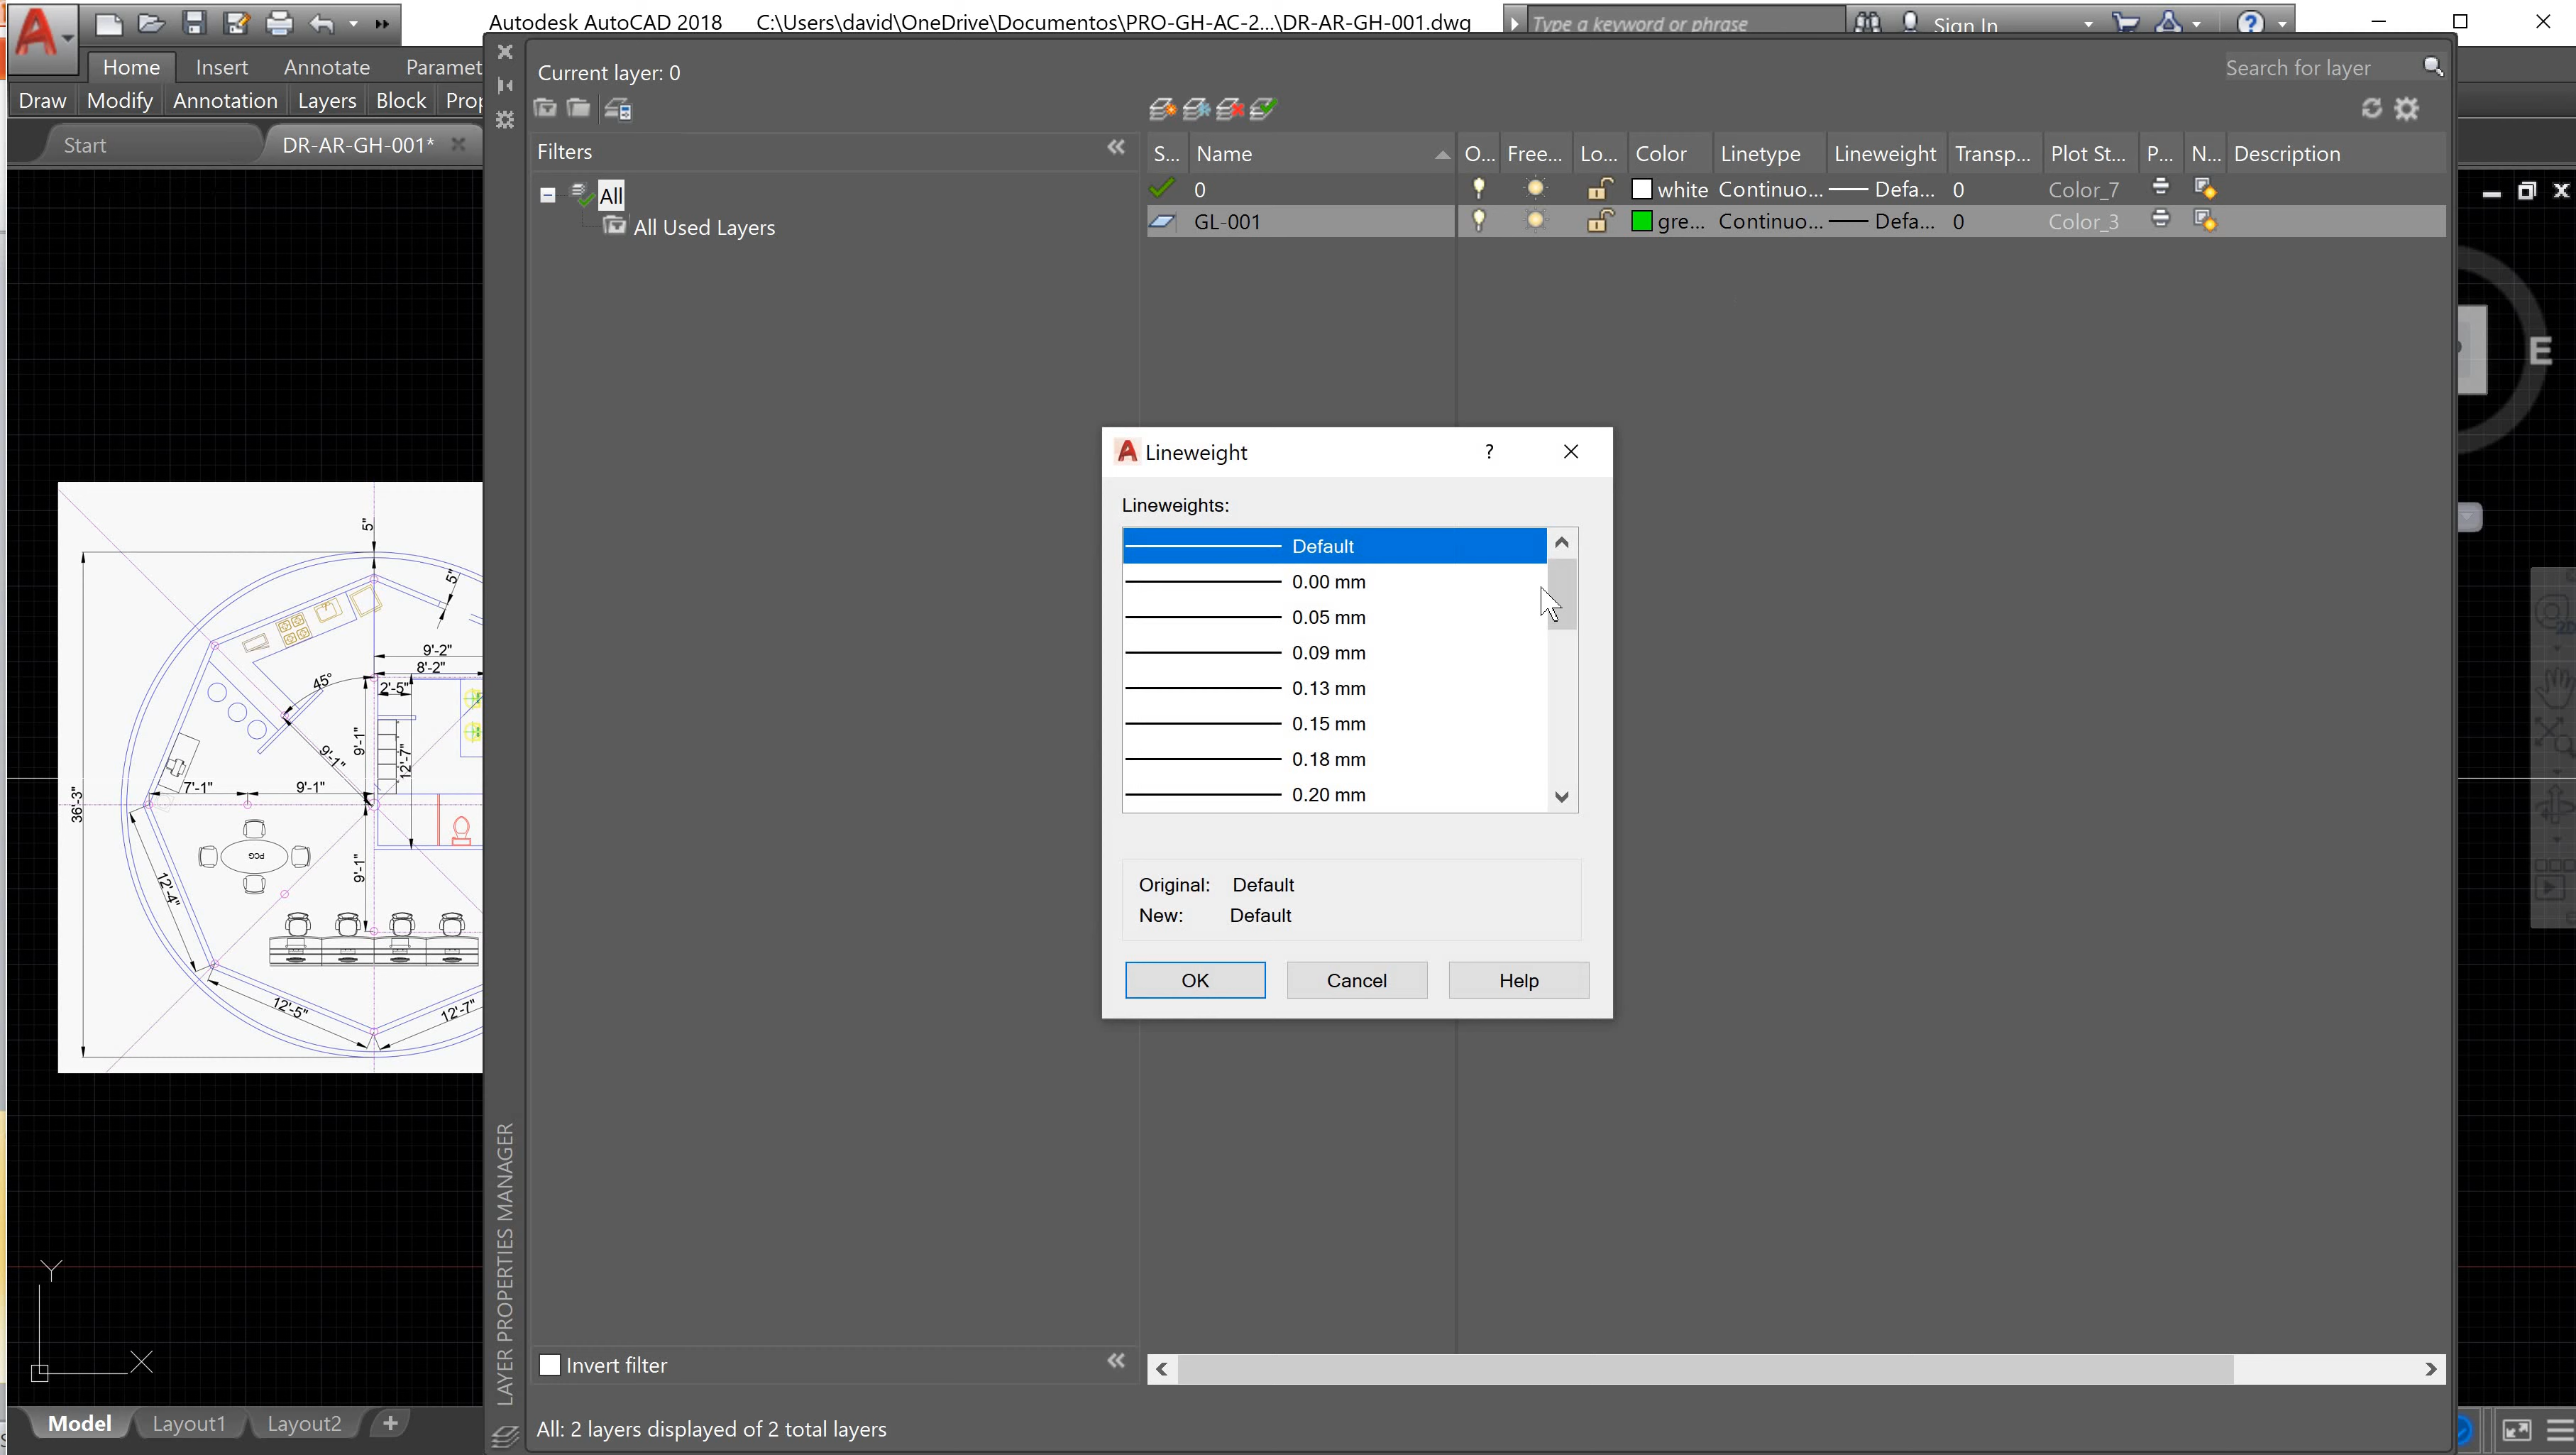 Autodesk AutoCAD 2018 C:\Users\david\OneDrive\Documentos\PRO-GH-AC-2...\DR-AR-GH-001.dwg
Type a keyword or phrase
Sign In
Home Insert Annotate Paramet
Draw Modify Annotation Layers Block Prop
Start DR-AR-GH-001*
Current layer: 0
Search for layer
Filters
All
All Used Layers
S... Name O... Free... Lo... Color Linetype Lineweight Transp... Plot St... P... N... Description
0 white Continuo... Defa... 0 Color_7
GL-001 gre... Continuo... Defa... 0 Color_3
E
Lineweight
?
Lineweights:
Default
0.00 mm
0.05 mm
0.09 mm
0.13 mm
0.15 mm
0.18 mm
0.20 mm
Original: Default
New: Default
OK Cancel Help
5"
5"
9'-2"
8'-2"
45°
2'-5"
9'-1"
9'-1"
12'-7"
7'-1"
9'-1"
36'-3"
PCG
9'-1"
12'-4"
12'-5"
12'-7"
Y
X
2D
LAYER PROPERTIES MANAGER
Invert filter
Model Layout1 Layout2 +
All: 2 layers displayed of 2 total layers